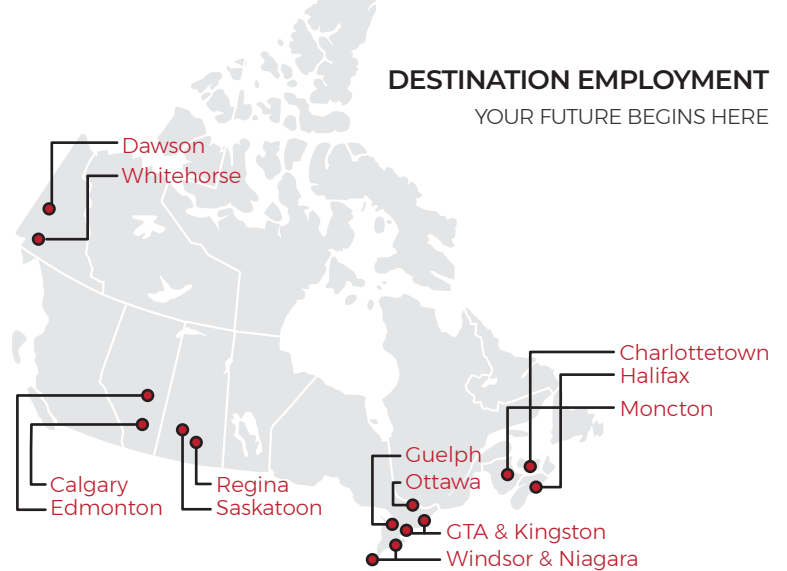 DESTINATION EMPLOYMENT
YOUR FUTURE BEGINS HERE
Dawson
Whitehorse
Charlottetown
Halifax
Moncton
Guelph
Ottawa
Calgary
Edmonton
Regina
Saskatoon
GTA & Kingston
Windsor & Niagara